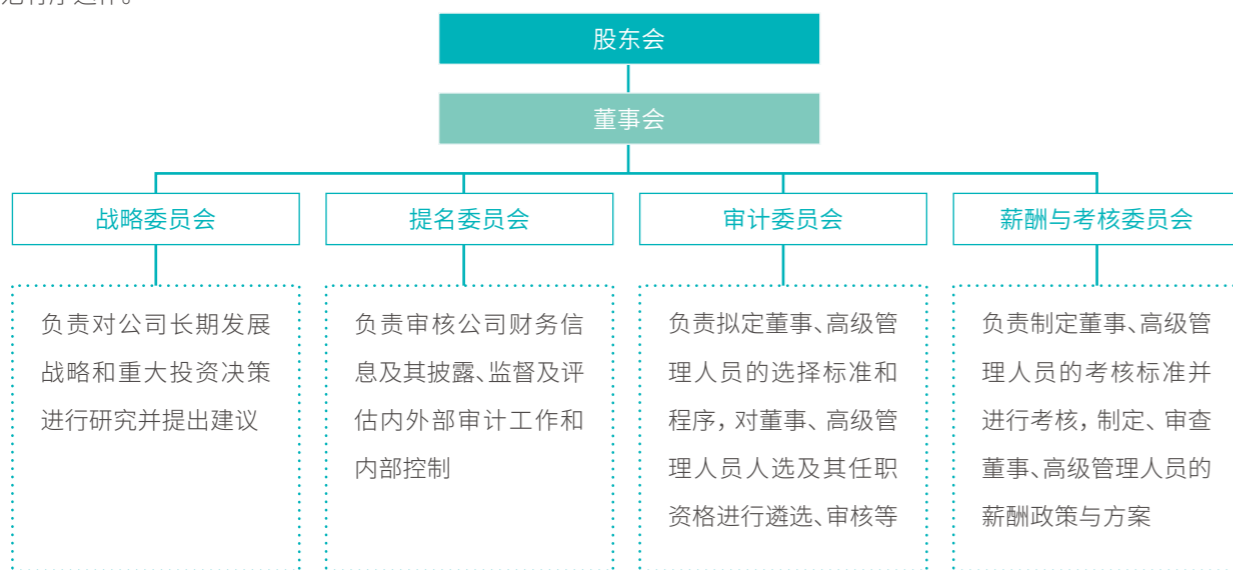 股东会
董事会
战略委员会
提名委员会
审计委员会
薪酬与考核委员会
负责对公司长期发展
战略和重大投资决策
进行研究并提出建议
负责审核公司财务信
息及其披露、监督及评
估内外部审计工作和
内部控制
负责拟定董事、高级管
理人员的选择标准和
程序，对董事、高级管
理人员人选及其任职
资格进行遴选、审核等
负责制定董事、高级管
理人员的考核标准并
进行考核，制定、审查
董事、高级管理人员的
薪酬政策与方案